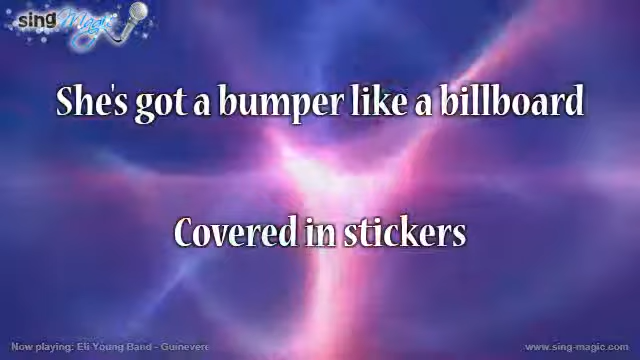 sing Magic
She's got a bumper like a billboard
Covered in stickers
Now playing: Eli Young Band - Guinevere
www.sing-magic.com